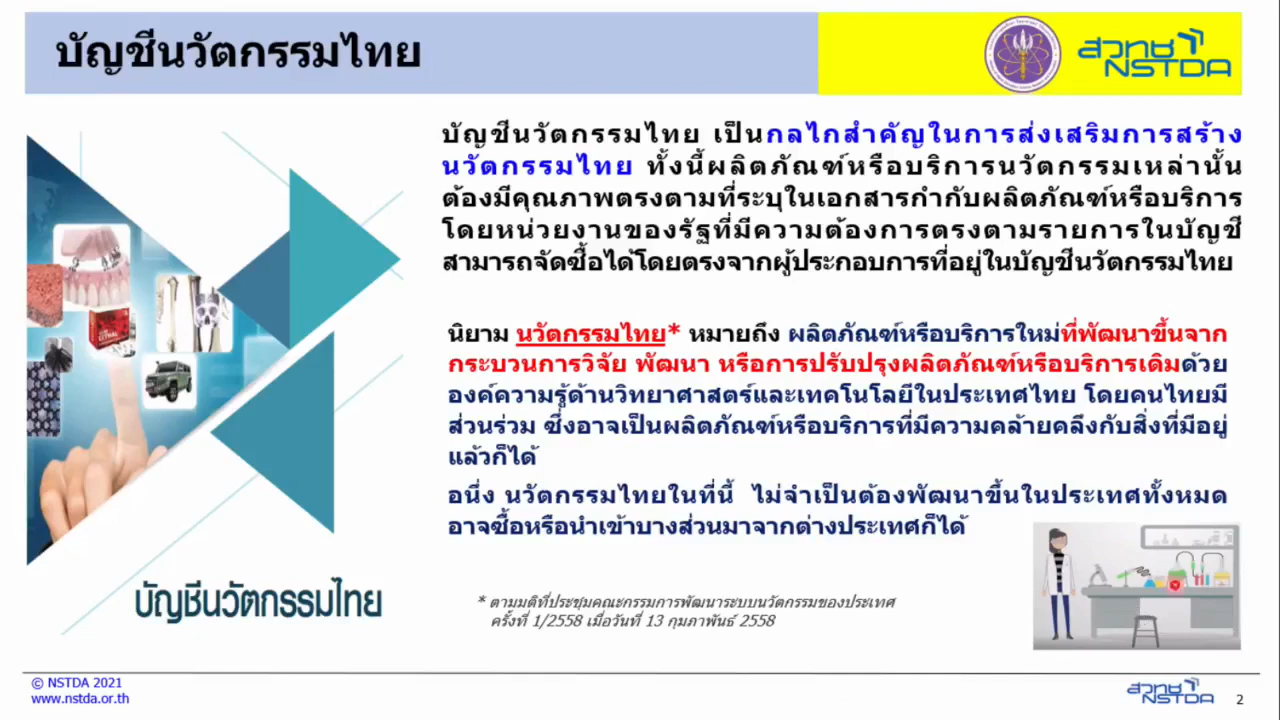 บัญชีนวัตกรรมไทย
สวทช
NSTDA
บัญชีนวัตกรรมไทย เป็นกลไกสำคัญในการส่งเสริมการสร้าง
นวัตกรรมไทย ทั้งนี้ผลิตภัณฑ์หรือบริการนวัตกรรมเหล่านั้น
ต้องมีคุณภาพตรงตามที่ระบุในเอกสารกำกับผลิตภัณฑ์หรือบริการ
โดยหน่วยงานของรัฐที่มีความต้องการตรงตามรายการในบัญชี
สามารถจัดซื้อได้โดยตรงจากผู้ประกอบการที่อยู่ในบัญชีนวัตกรรมไทย
นิยาม นวัตกรรมไทย* หมายถึง ผลิตภัณฑ์หรือบริการใหม่ที่พัฒนาขึ้นจาก
กระบวนการวิจัย พัฒนา หรือการปรับปรุงผลิตภัณฑ์หรือบริการเดิมด้วย
องค์ความรู้ด้านวิทยาศาสตร์และเทคโนโลยีในประเทศไทย โดยคนไทยมี
ส่วนร่วม ซึ่งอาจเป็นผลิตภัณฑ์หรือบริการที่มีความคล้ายคลึงกับสิ่งที่มีอยู่
แล้วก็ได้
อนึ่ง นวัตกรรมไทยในที่นี้ ไม่จำเป็นต้องพัฒนาขึ้นในประเทศทั้งหมด
อาจซื้อหรือนำเข้าบางส่วนมาจากต่างประเทศก็ได้
บัญชีนวัตกรรมไทย
* ตามมติที่ประชุมคณะกรรมการพัฒนาระบบนวัตกรรมของประเทศ
ครั้งที่ 1/2558 เมื่อวันที่ 13 กุมภาพันธ์ 2558
© NSTDA 2021
www.nstda.or.th
สวทช
NSTDA
2